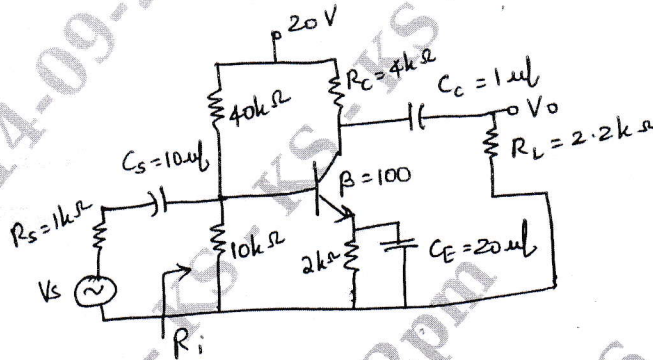 20 V
RC=4kΩ
40kΩ
CC=1uf
Vo
RL=2.2kΩ
CS=10uf
β=100
RS=1kΩ
10kΩ
2kΩ
CE=20uf
Vs
Ri